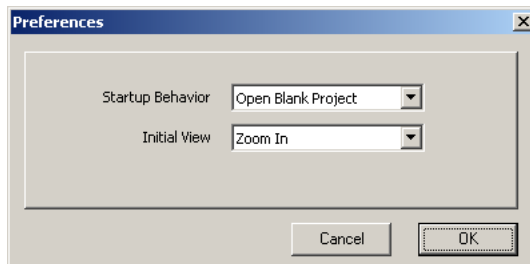 Preferences
Startup Behavior Open Blank Project
Initial View Zoom In
Cancel OK